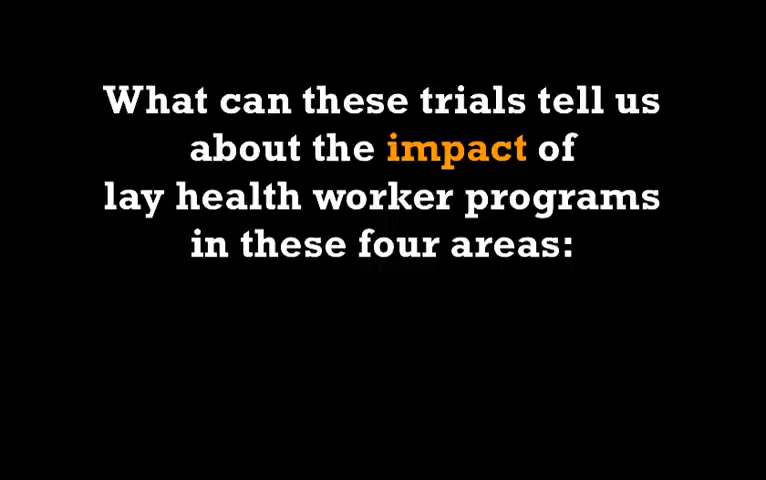 What can these trials tell us
about the impact of
lay health worker programs
in these four areas: